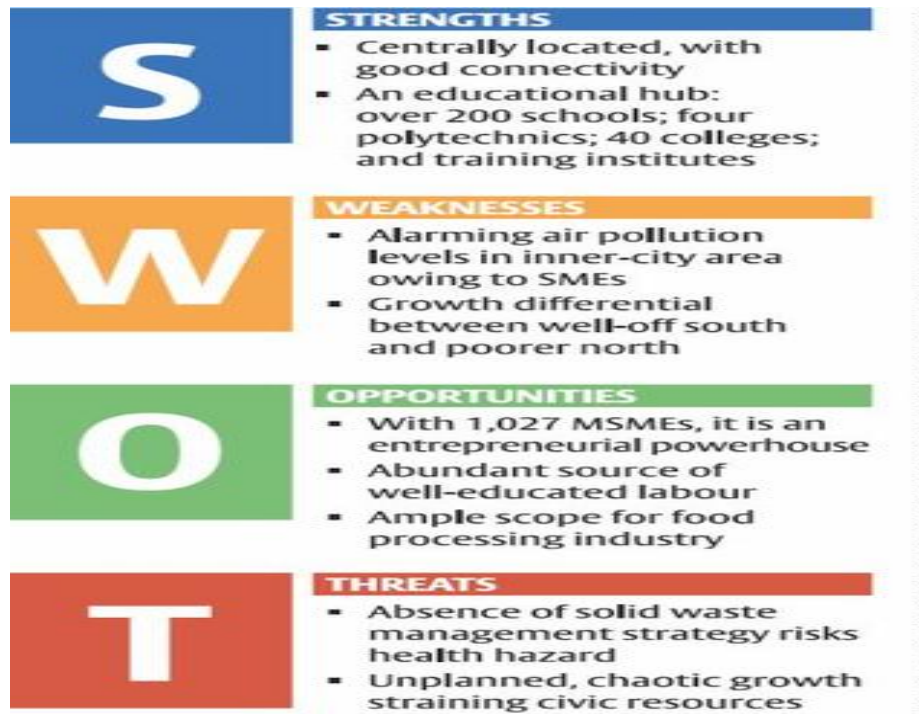 S
STRENGTHS
▪ Centrally located, with
good connectivity
▪ An educational hub:
over 200 schools; four
polytechnics; 40 colleges;
and training institutes
W
WEAKNESSES
▪ Alarming air pollution
levels in inner-city area
owing to SMEs
▪ Growth differential
between well-off south
and poorer north
O
OPPORTUNITIES
▪ With 1,027 MSMEs, it is an
entrepreneurial powerhouse
▪ Abundant source of
well-educated labour
▪ Ample scope for food
processing industry
T
THREATS
▪ Absence of solid waste
management strategy risks
health hazard
▪ Unplanned, chaotic growth
straining civic resources